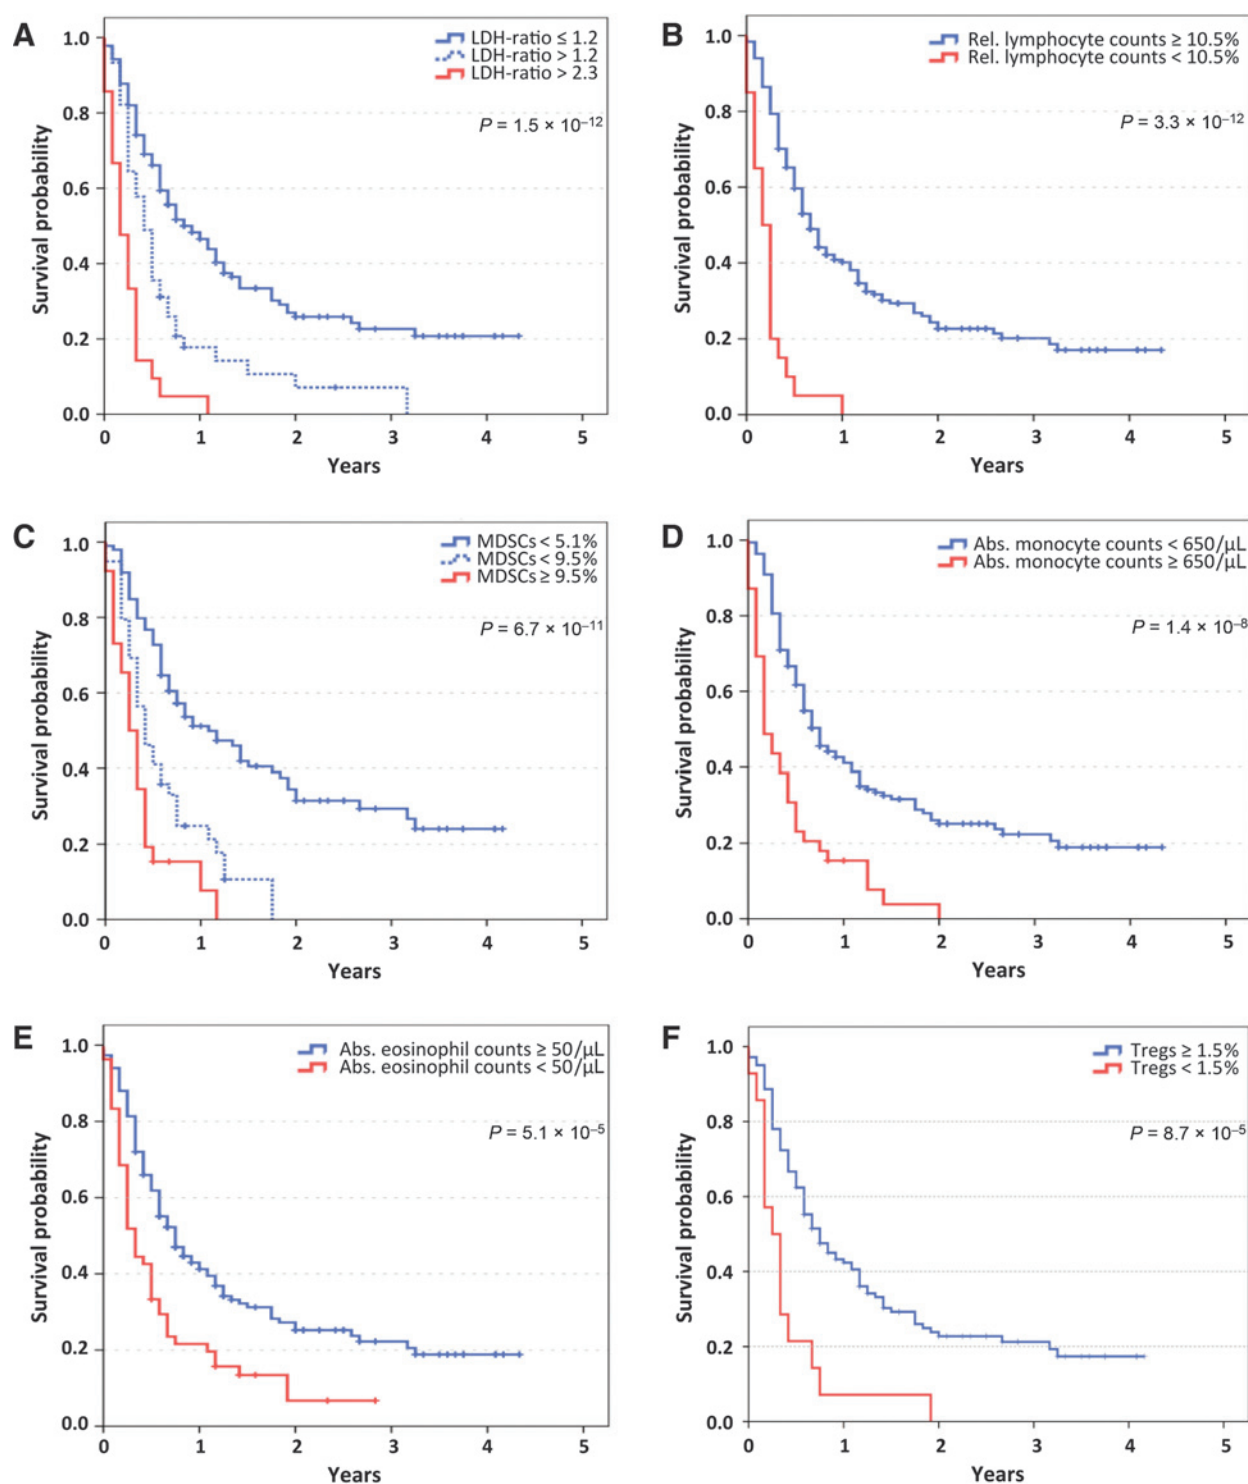 A
LDH-ratio ≤ 1.2
LDH-ratio > 1.2
LDH-ratio > 2.3
P = 1.5 × 10⁻¹²
Survival probability
1.0
0.8
0.6
0.4
0.2
0.0
0 1 2 3 4 5
Years
B
Rel. lymphocyte counts ≥ 10.5%
Rel. lymphocyte counts < 10.5%
P = 3.3 × 10⁻¹²
Survival probability
1.0
0.8
0.6
0.4
0.2
0.0
0 1 2 3 4 5
Years
C
MDSCs < 5.1%
MDSCs < 9.5%
MDSCs ≥ 9.5%
P = 6.7 × 10⁻¹¹
Survival probability
1.0
0.8
0.6
0.4
0.2
0.0
0 1 2 3 4 5
Years
D
Abs. monocyte counts < 650/μL
Abs. monocyte counts ≥ 650/μL
P = 1.4 × 10⁻⁸
Survival probability
1.0
0.8
0.6
0.4
0.2
0.0
0 1 2 3 4 5
Years
E
Abs. eosinophil counts ≥ 50/μL
Abs. eosinophil counts < 50/μL
P = 5.1 × 10⁻⁵
Survival probability
1.0
0.8
0.6
0.4
0.2
0.0
0 1 2 3 4 5
Years
F
Tregs ≥ 1.5%
Tregs < 1.5%
P = 8.7 × 10⁻⁵
Survival probability
1.0
0.8
0.6
0.4
0.2
0.0
0 1 2 3 4 5
Years